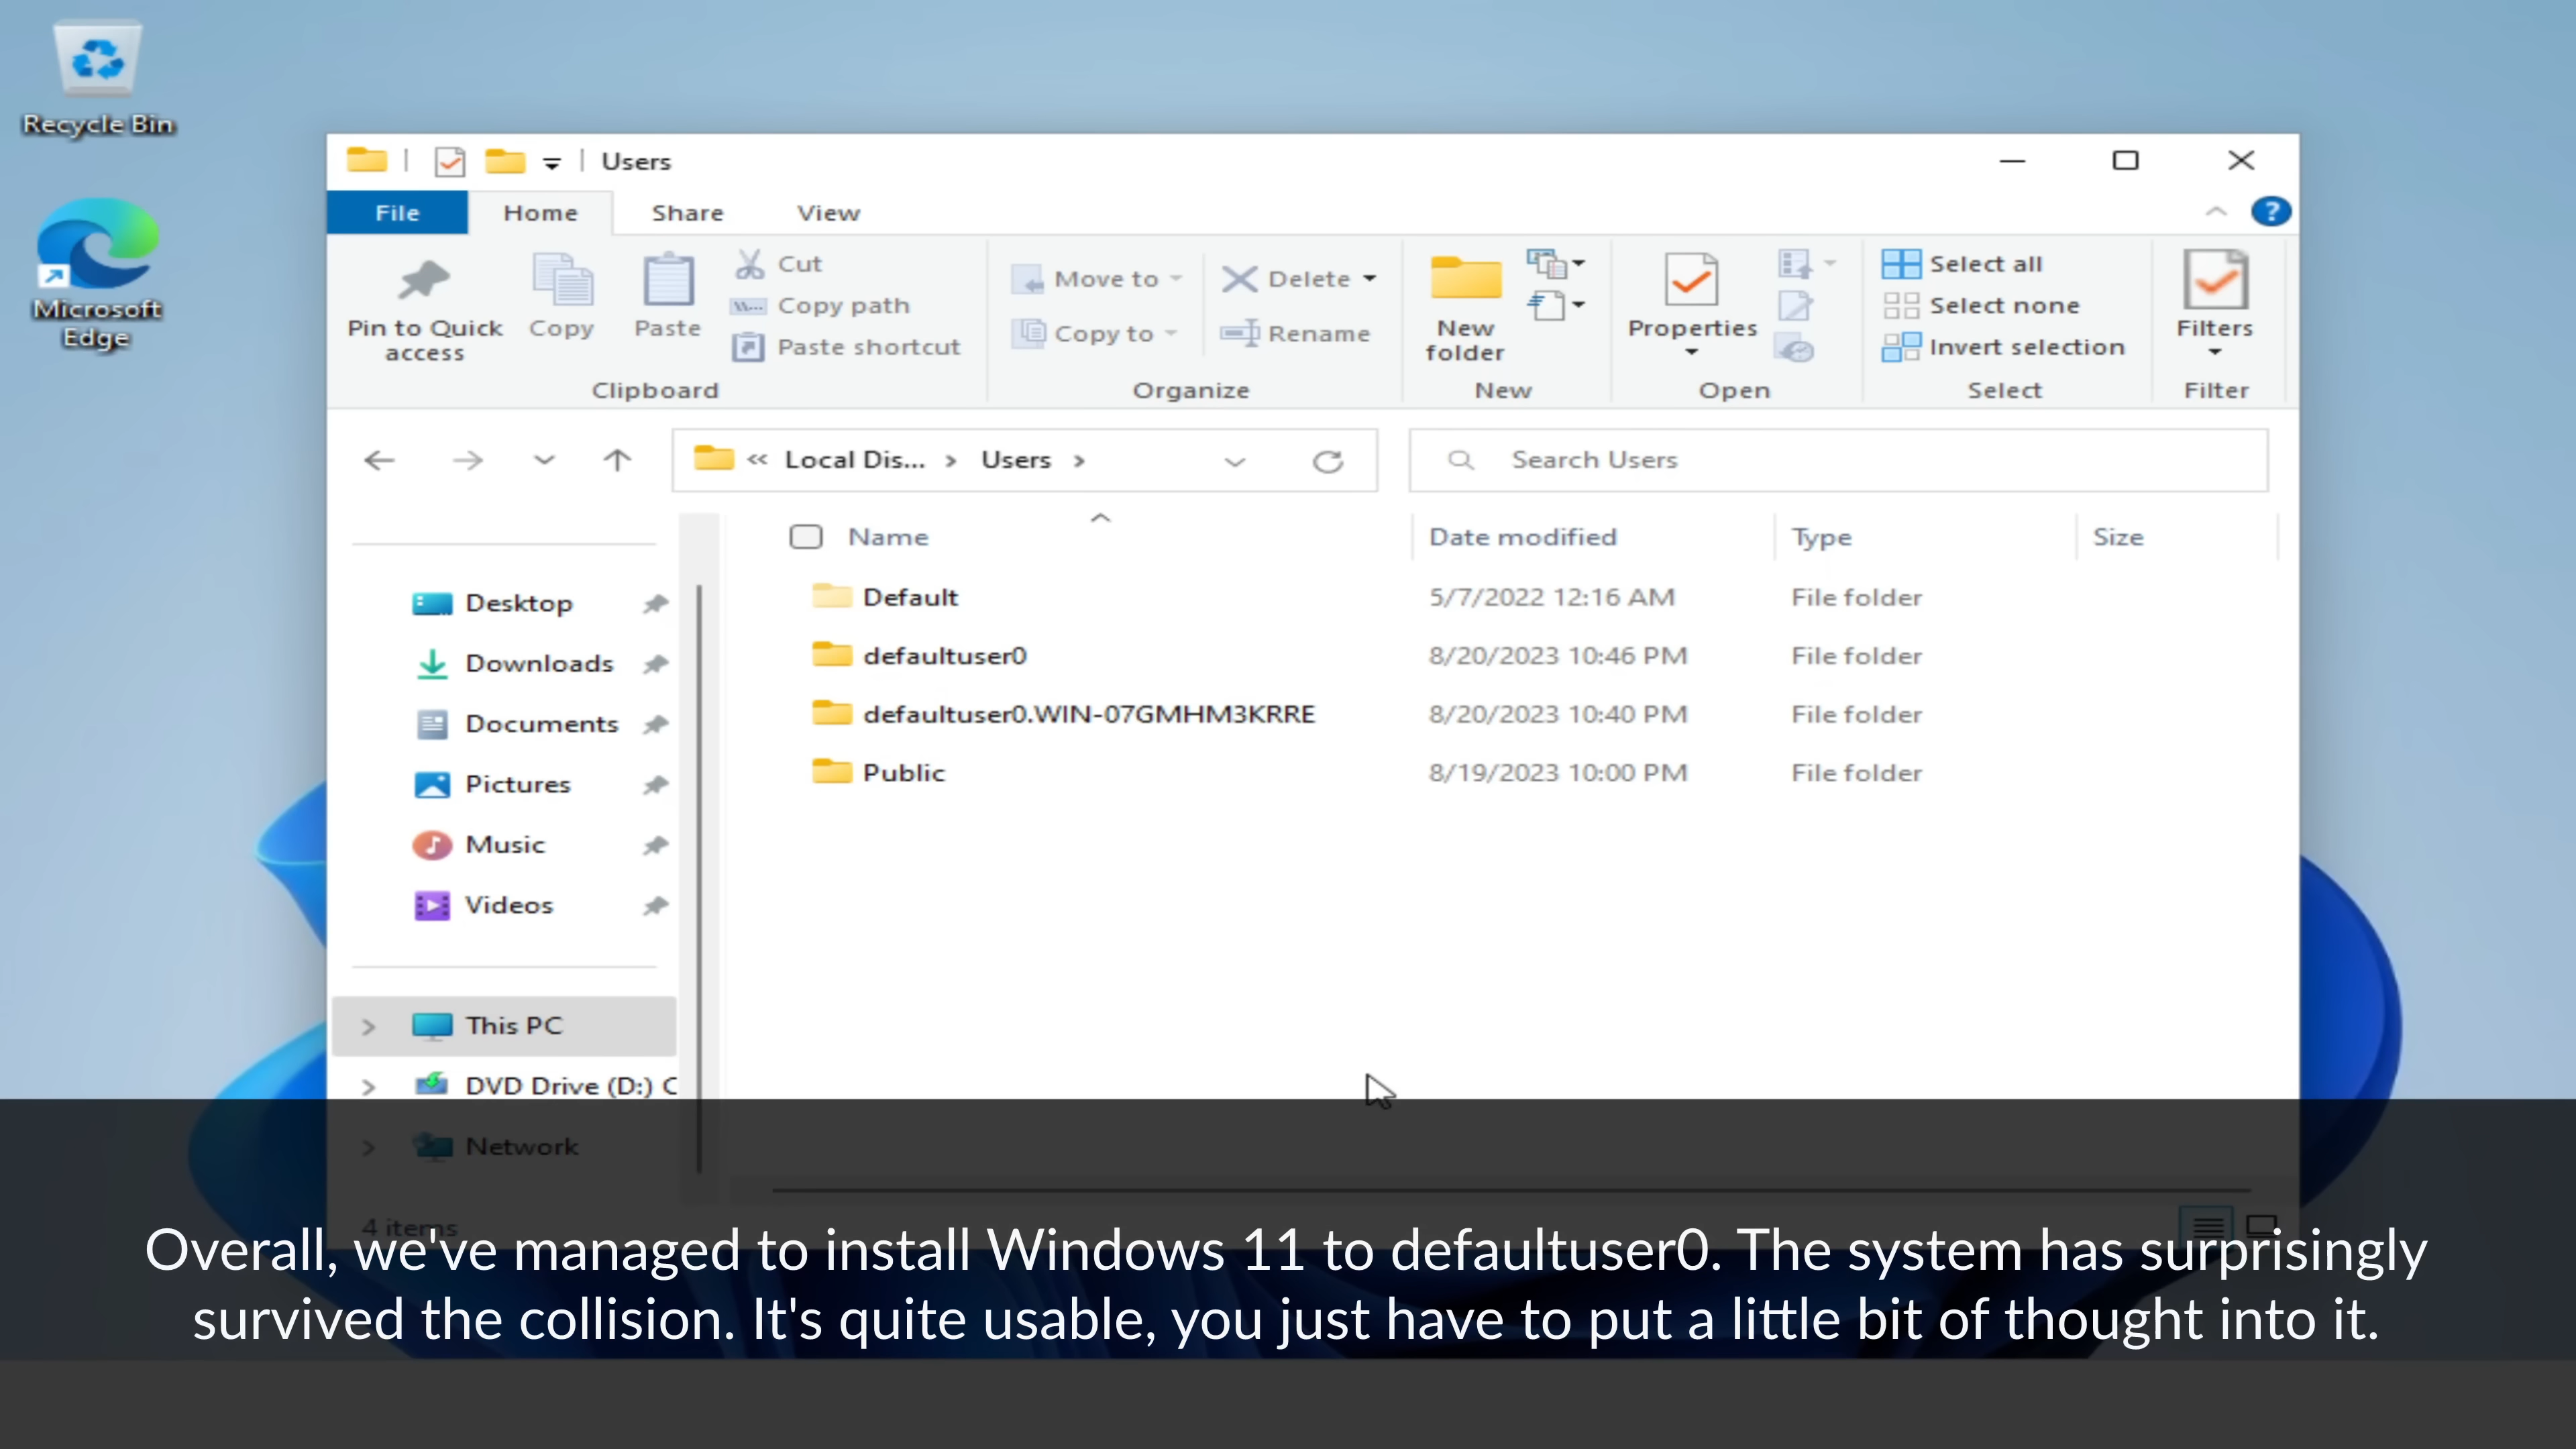 Recycle Bin
Microsoft
Edge
Users
File Home Share View
?
Pin to Quick
access
Copy
Paste
Cut
Copy path
Paste shortcut
Clipboard
Move to
Copy to
Delete
Rename
Organize
New
folder
New
Properties
Open
Select all
Select none
Invert selection
Select
Filters
Filter
« Local Dis... › Users ›
Search Users
Name Date modified Type Size
Default 5/7/2022 12:16 AM File folder
defaultuser0 8/20/2023 10:46 PM File folder
defaultuser0.WIN-07GMHM3KRRE 8/20/2023 10:40 PM File folder
Public 8/19/2023 10:00 PM File folder
Desktop
Downloads
Documents
Pictures
Music
Videos
This PC
DVD Drive (D:) C
Network
4 items
Overall, we've managed to install Windows 11 to defaultuser0. The system has surprisingly
survived the collision. It's quite usable, you just have to put a little bit of thought into it.